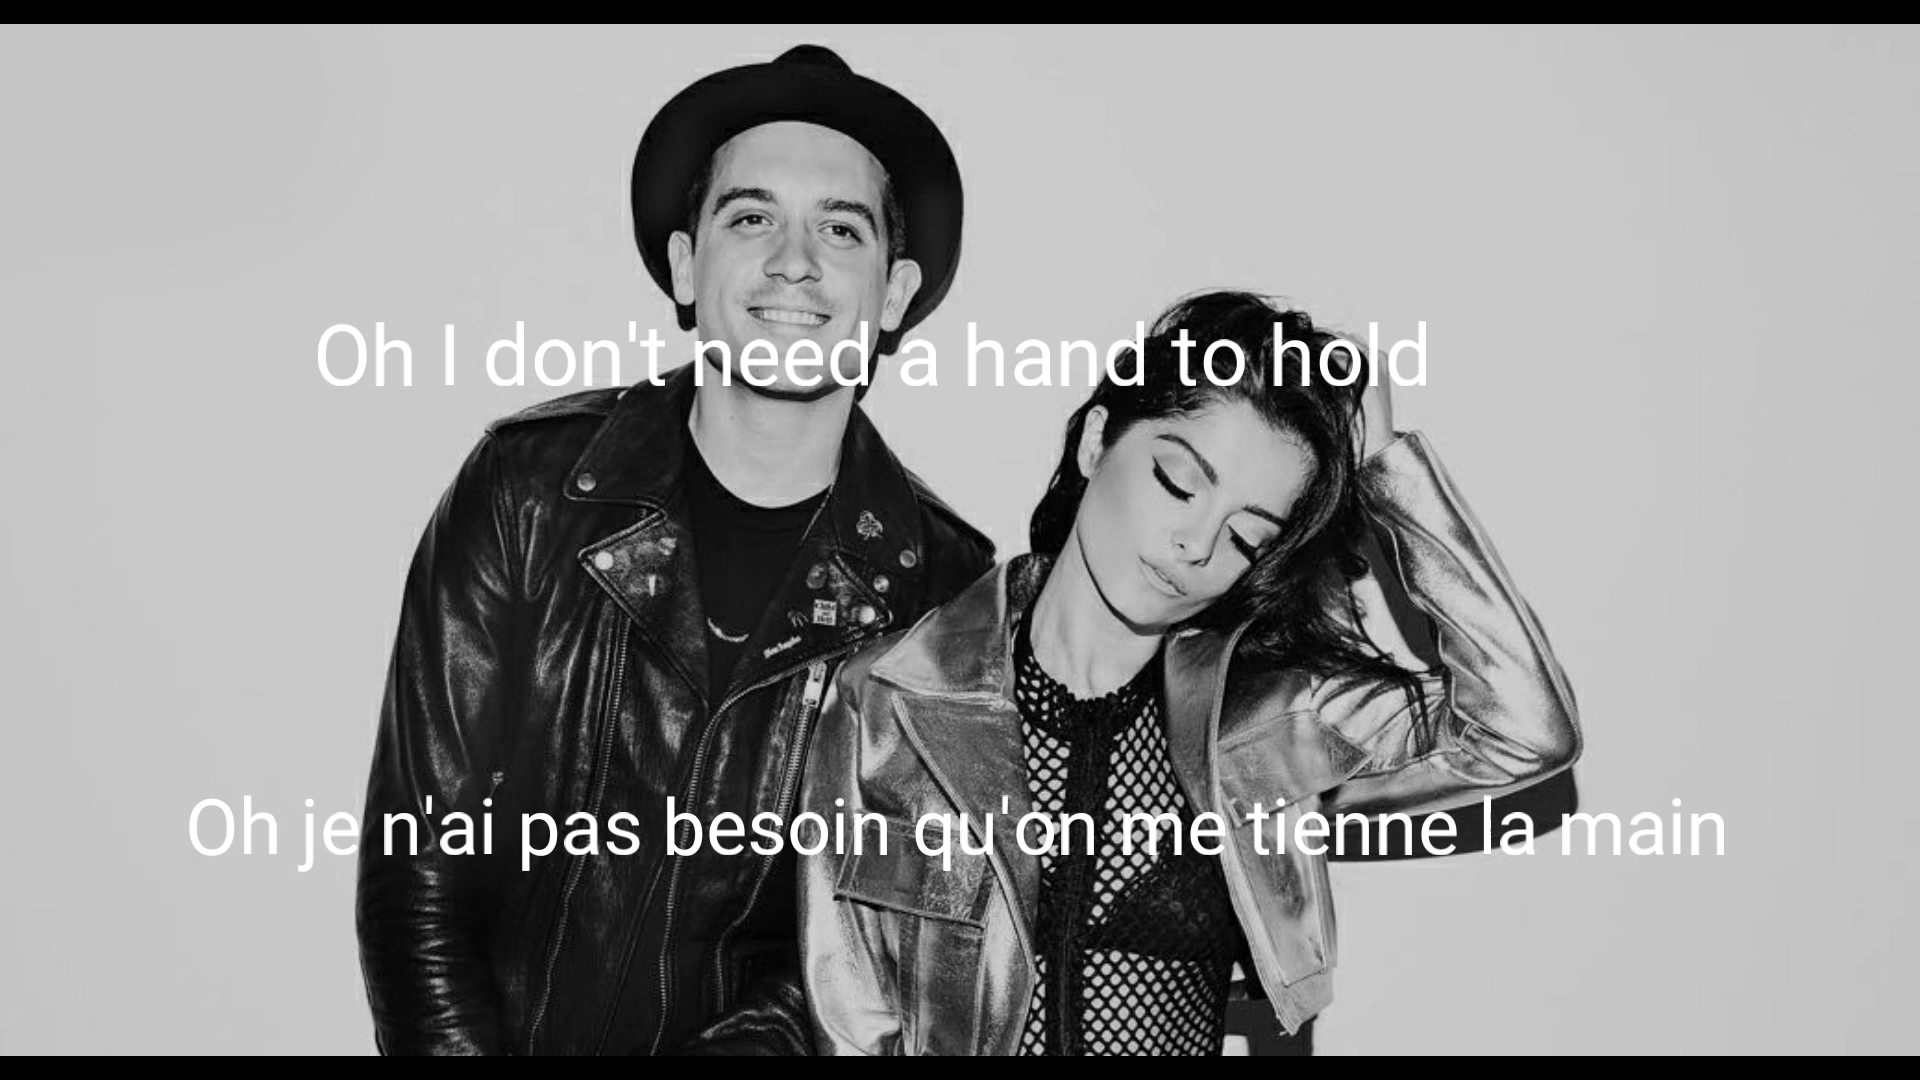 Oh I don't need a hand to hold
Oh je n'ai pas besoin qu'on me tienne la main